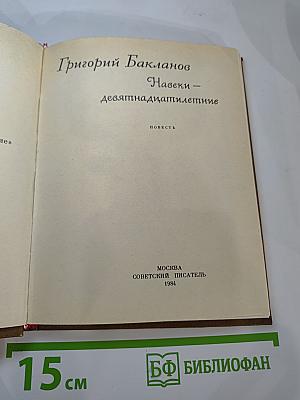 Григорий Бакланов
Навеки —
девятнадцатилетние
ПОВЕСТЬ
МОСКВА
СОВЕТСКИЙ ПИСАТЕЛЬ
1984
15 СМ
БФ БИБЛИОФАН